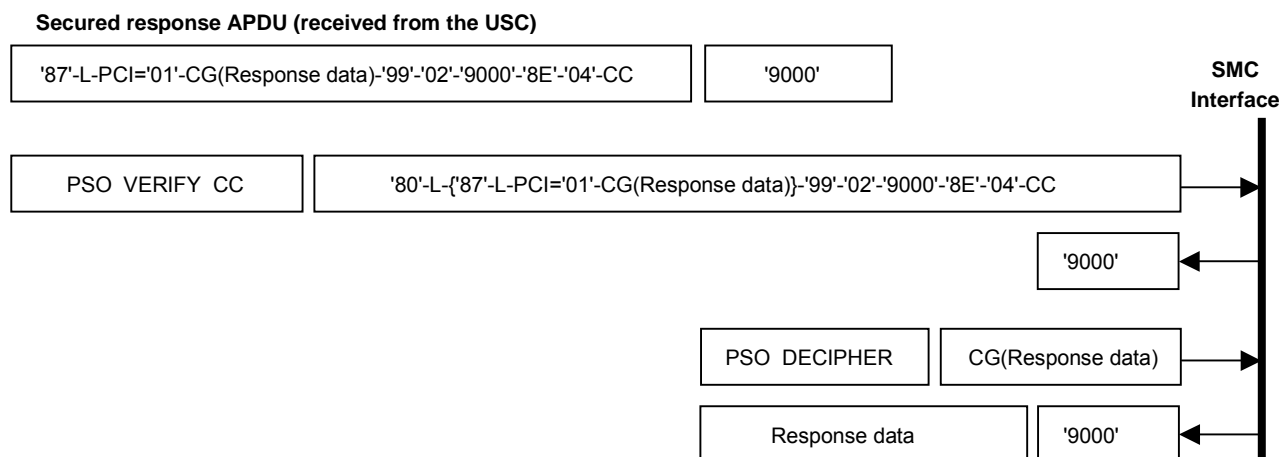 Secured response APDU (received from the USC)
'87'-L-PCI='01'-CG(Response data)-'99'-'02'-'9000'-'8E'-'04'-CC
'9000'
SMC
Interface
PSO VERIFY CC
'80'-L-{'87'-L-PCI='01'-CG(Response data)}-'99'-'02'-'9000'-'8E'-'04'-CC
'9000'
PSO DECIPHER
CG(Response data)
Response data
'9000'